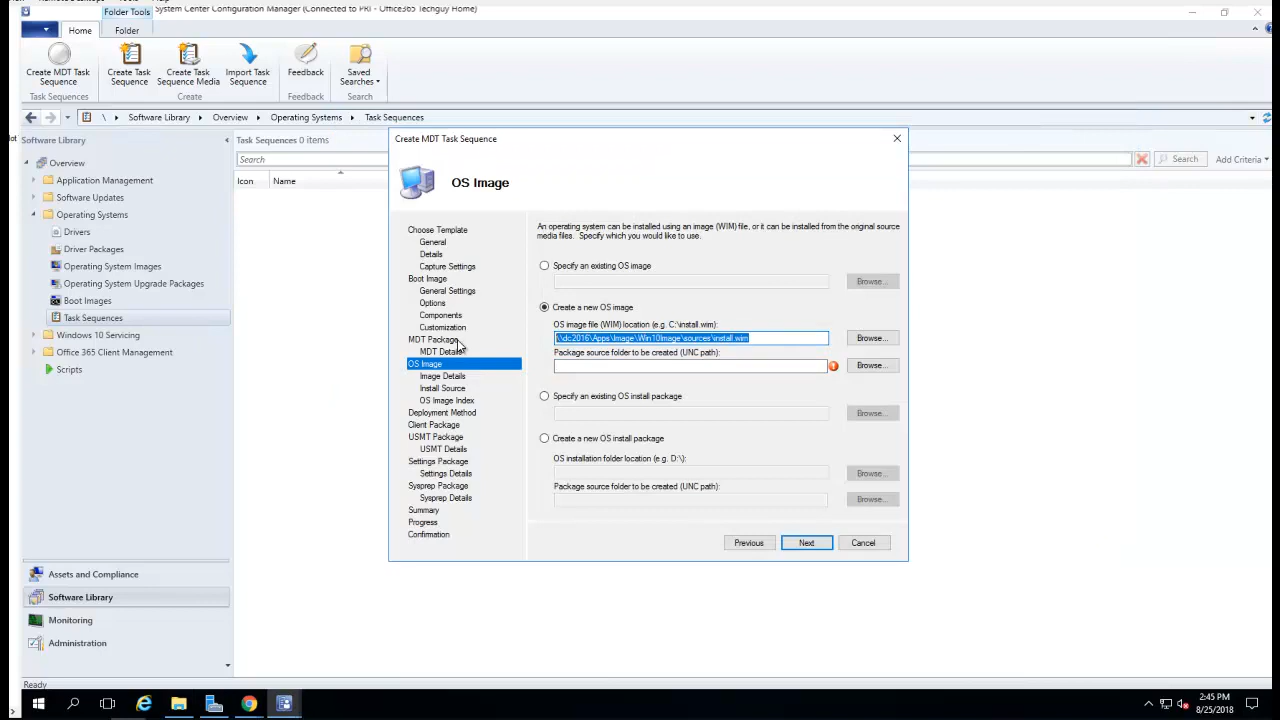 Folder Tools
System Center Configuration Manager (Connected to PRI - Office365 Techguy Home)
Home
Folder
Create MDT Task
Sequence
Create Task
Sequence
Create Task
Sequence Media
Import Task
Sequence
Feedback
Saved
Searches
Task Sequences
Create
Feedback
Search
\ Software Library Overview Operating Systems Task Sequences
Software Library
Task Sequences 0 items
Search
Search
Add Criteria
Icon
Name
Overview
Application Management
Software Updates
Operating Systems
Drivers
Driver Packages
Operating System Images
Operating System Upgrade Packages
Boot Images
Task Sequences
Windows 10 Servicing
Office 365 Client Management
Scripts
Assets and Compliance
Software Library
Monitoring
Administration
Create MDT Task Sequence
OS Image
Choose Template
General
Details
Capture Settings
Boot Image
General Settings
Options
Components
Customization
MDT Package
MDT Details
OS Image
Image Details
Install Source
OS Image Index
Deployment Method
Client Package
USMT Package
USMT Details
Settings Package
Settings Details
Sysprep Package
Sysprep Details
Summary
Progress
Confirmation
An operating system can be installed using an image (WIM) file, or it can be installed from the original source
media files. Specify which you would like to use.
Specify an existing OS image
Browse...
Create a new OS image
OS image file (WIM) location (e.g. C:\install.wim):
\\dc2016\Apps\Image\Win10Image\sources\install.wim
Browse...
Package source folder to be created (UNC path):
Browse...
Specify an existing OS install package
Browse...
Create a new OS install package
OS installation folder location (e.g. D:\):
Browse...
Package source folder to be created (UNC path):
Browse...
Previous
Next
Cancel
Ready
2:45 PM
8/25/2018